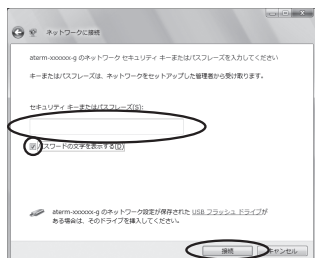 ネットワークに接続
aterm-xxxxxx-g のネットワーク セキュリティ キーまたはパスフレーズを入力してください
キーまたはパスフレーズは、ネットワークをセットアップした管理者から受け取ります。
セキュリティ キーまたはパスフレーズ(S):
パスワードの文字を表示する(D)
aterm-xxxxxx-g のネットワーク設定が保存された USB フラッシュ ドライブが
ある場合は、そのドライブを挿入してください。
接続
キャンセル